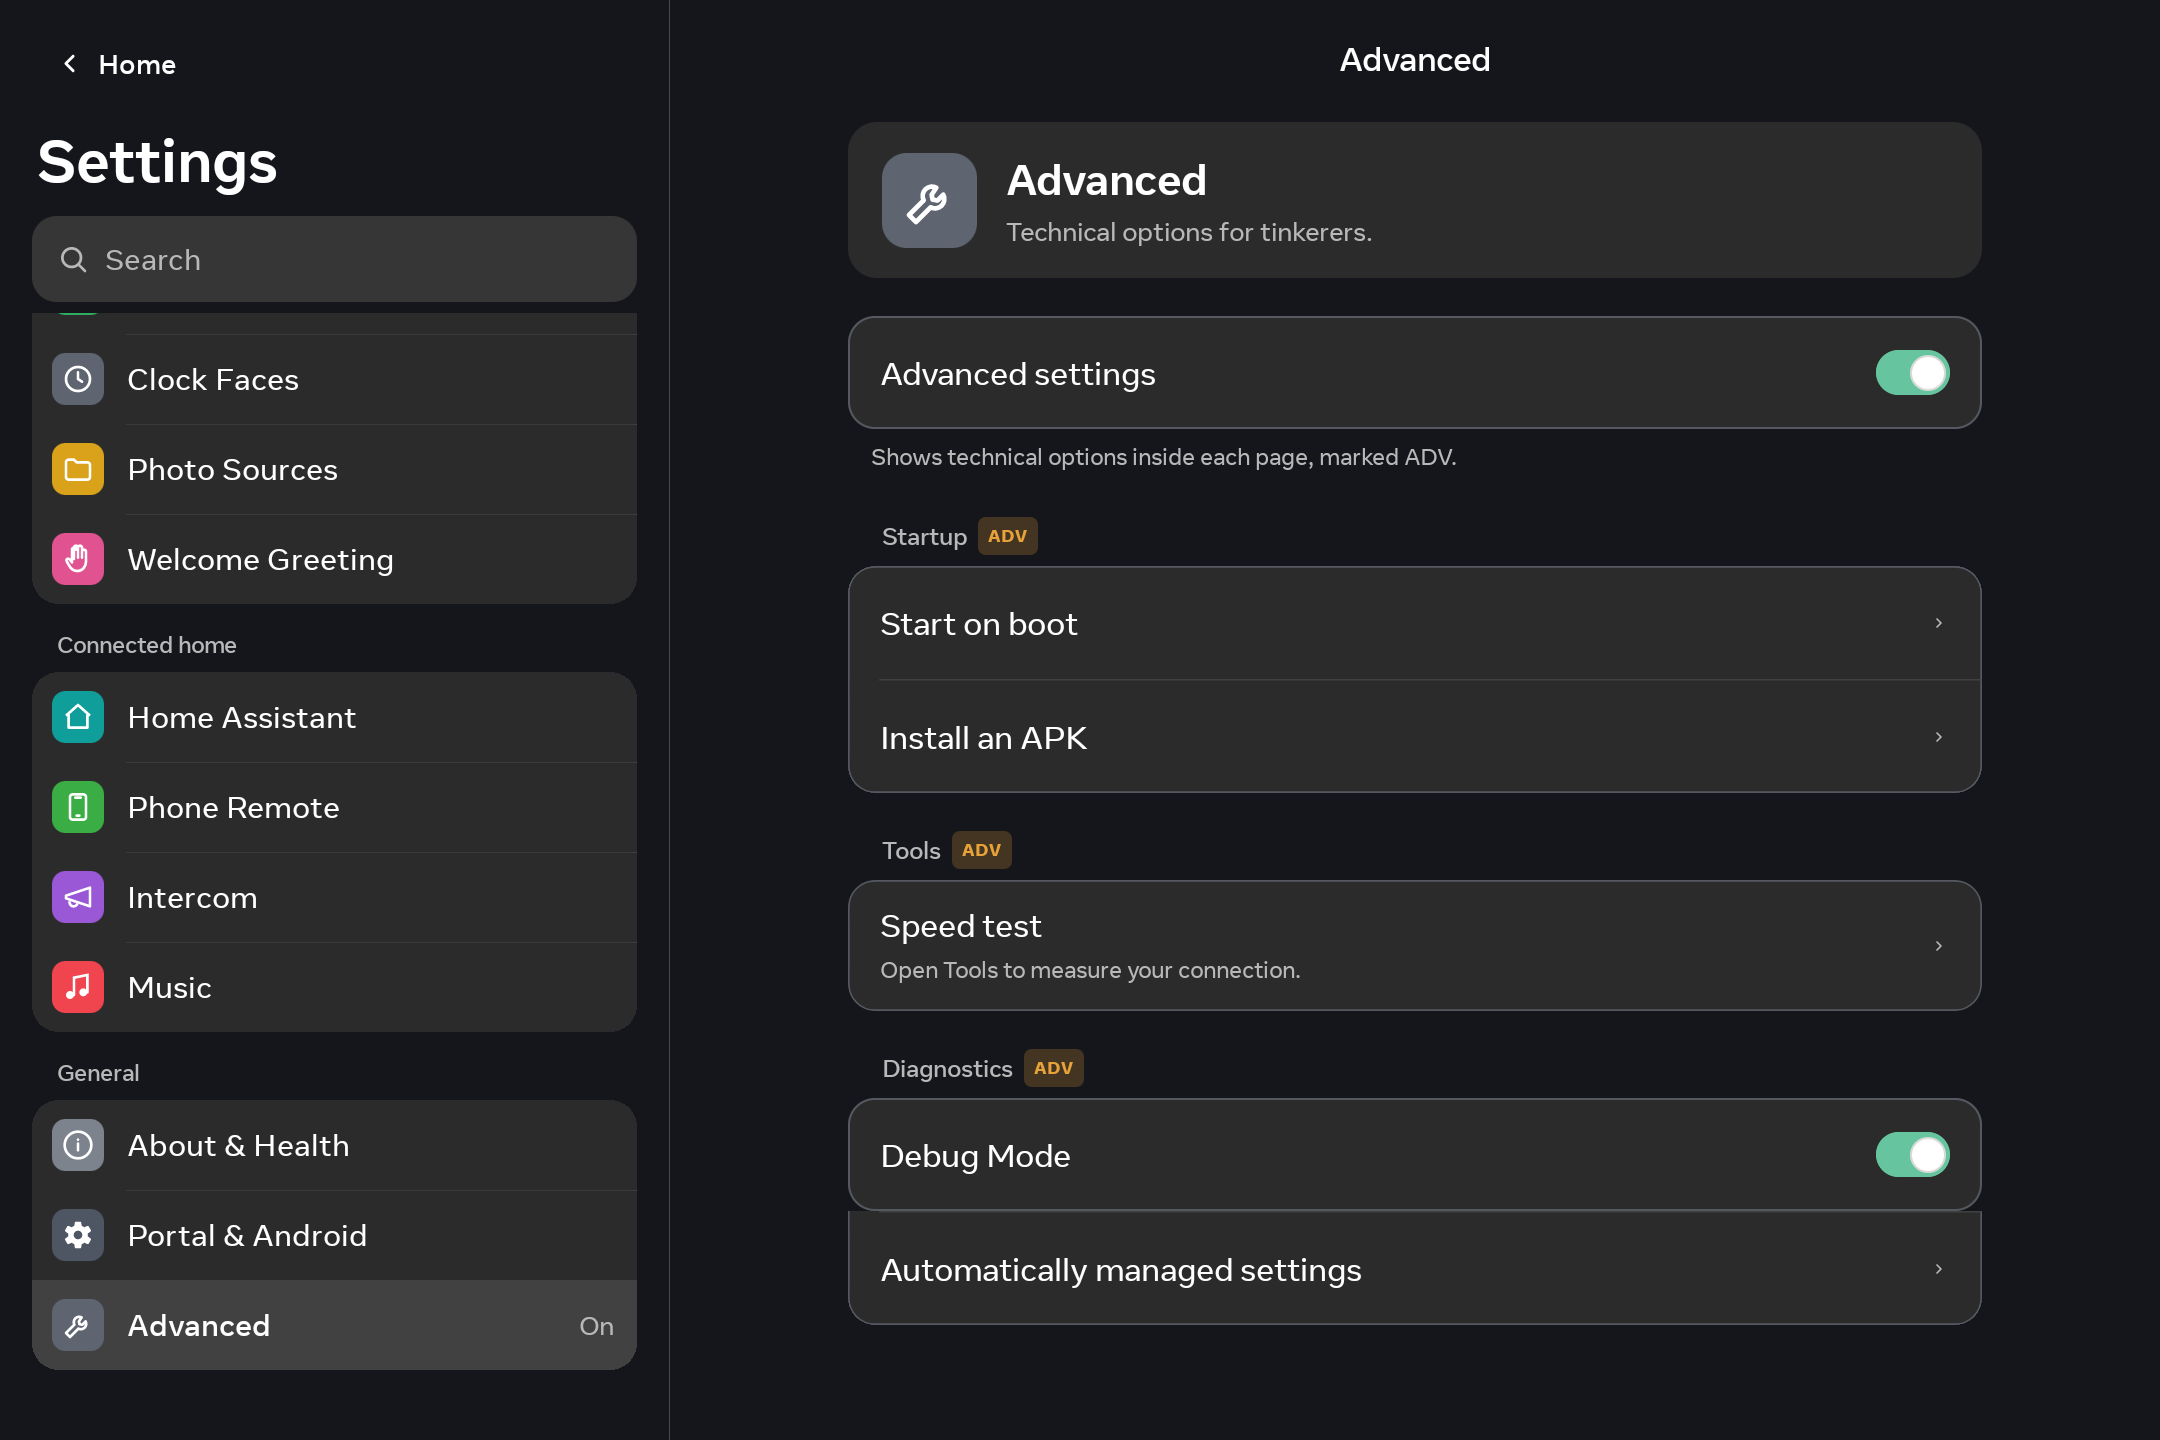 Home
Settings
Search
Clock Faces
Photo Sources
Welcome Greeting
Connected home
Home Assistant
Phone Remote
Intercom
Music
General
About & Health
Portal & Android
Advanced
On
Advanced
Advanced
Technical options for tinkerers.
Advanced settings
Shows technical options inside each page, marked ADV.
Startup ADV
Start on boot
Install an APK
Tools ADV
Speed test
Open Tools to measure your connection.
Diagnostics ADV
Debug Mode
Automatically managed settings